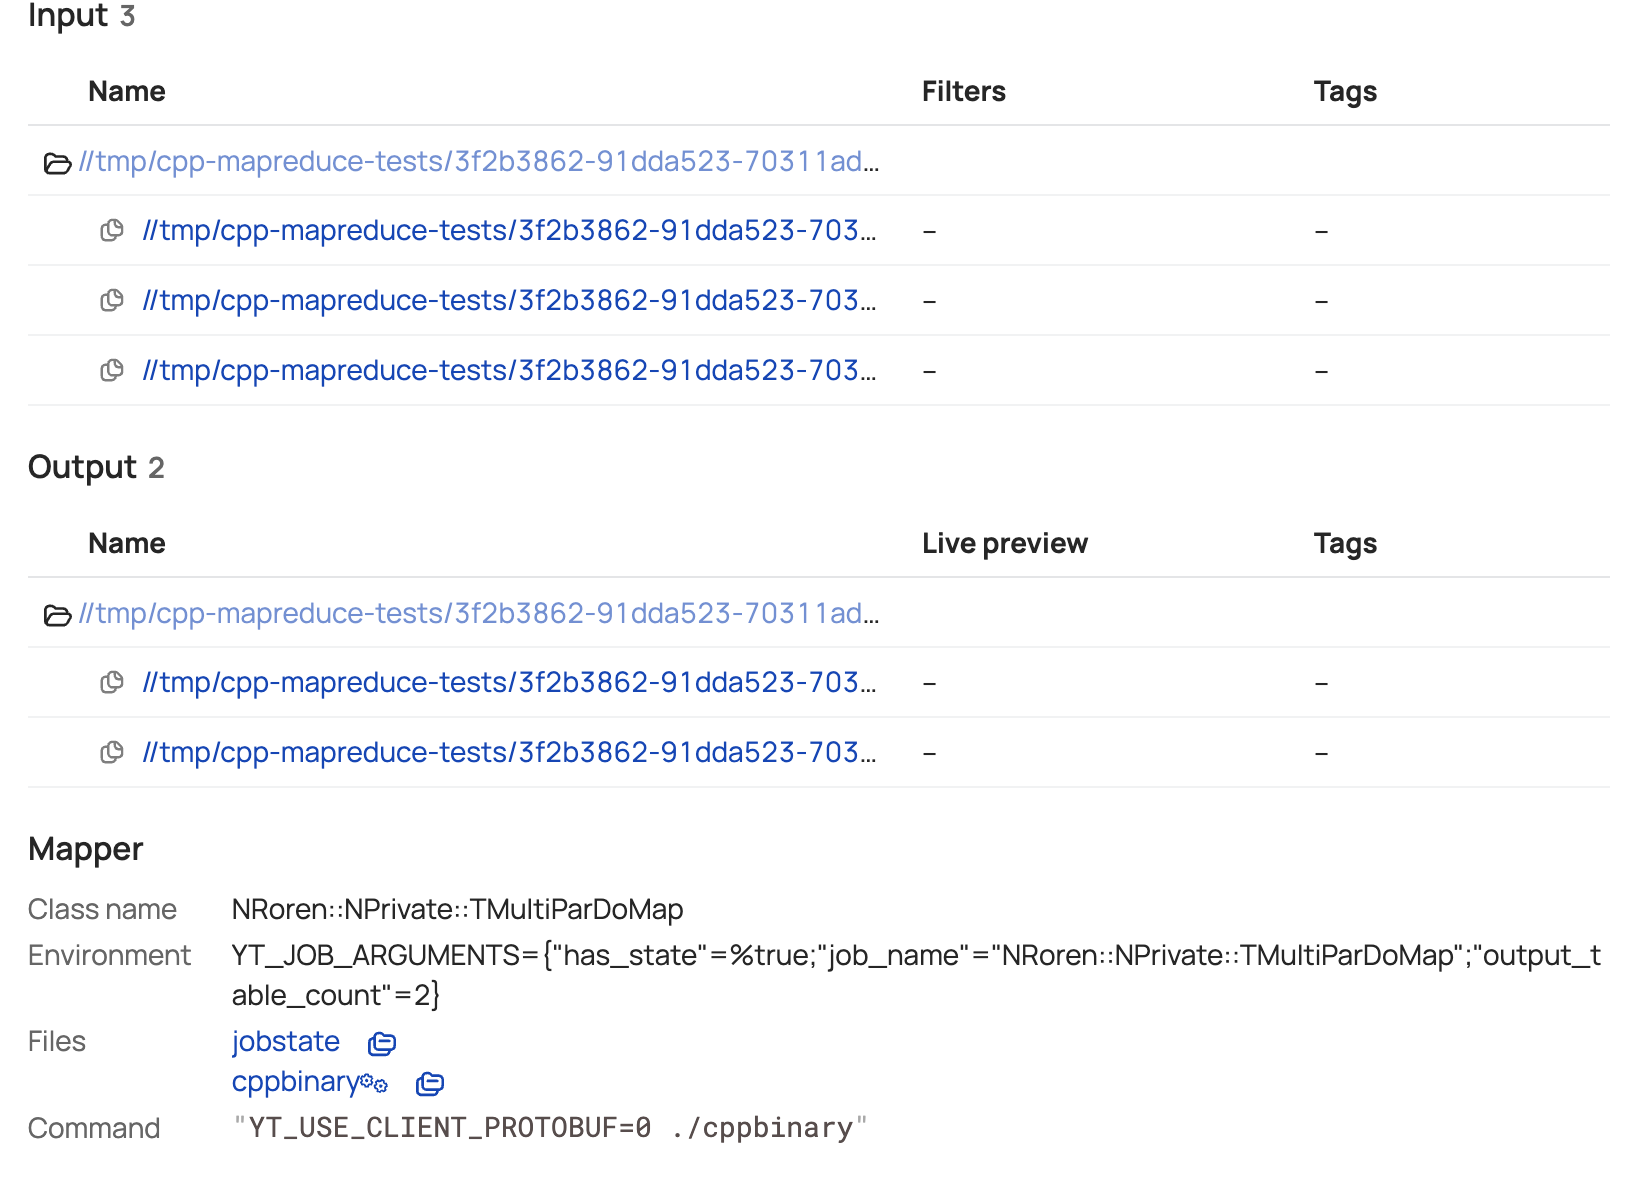 Input 3
Name Filters Tags
//tmp/cpp-mapreduce-tests/3f2b3862-91dda523-70311ad...
//tmp/cpp-mapreduce-tests/3f2b3862-91dda523-703... – –
//tmp/cpp-mapreduce-tests/3f2b3862-91dda523-703... – –
//tmp/cpp-mapreduce-tests/3f2b3862-91dda523-703... – –
Output 2
Name Live preview Tags
//tmp/cpp-mapreduce-tests/3f2b3862-91dda523-70311ad...
//tmp/cpp-mapreduce-tests/3f2b3862-91dda523-703... – –
//tmp/cpp-mapreduce-tests/3f2b3862-91dda523-703... – –
Mapper
Class name NRoren::NPrivate::TMultiParDoMap
Environment YT_JOB_ARGUMENTS={"has_state"=%true;"job_name"="NRoren::NPrivate::TMultiParDoMap";"output_t
able_count"=2}
Files jobstate
cppbinary
Command "YT_USE_CLIENT_PROTOBUF=0 ./cppbinary"